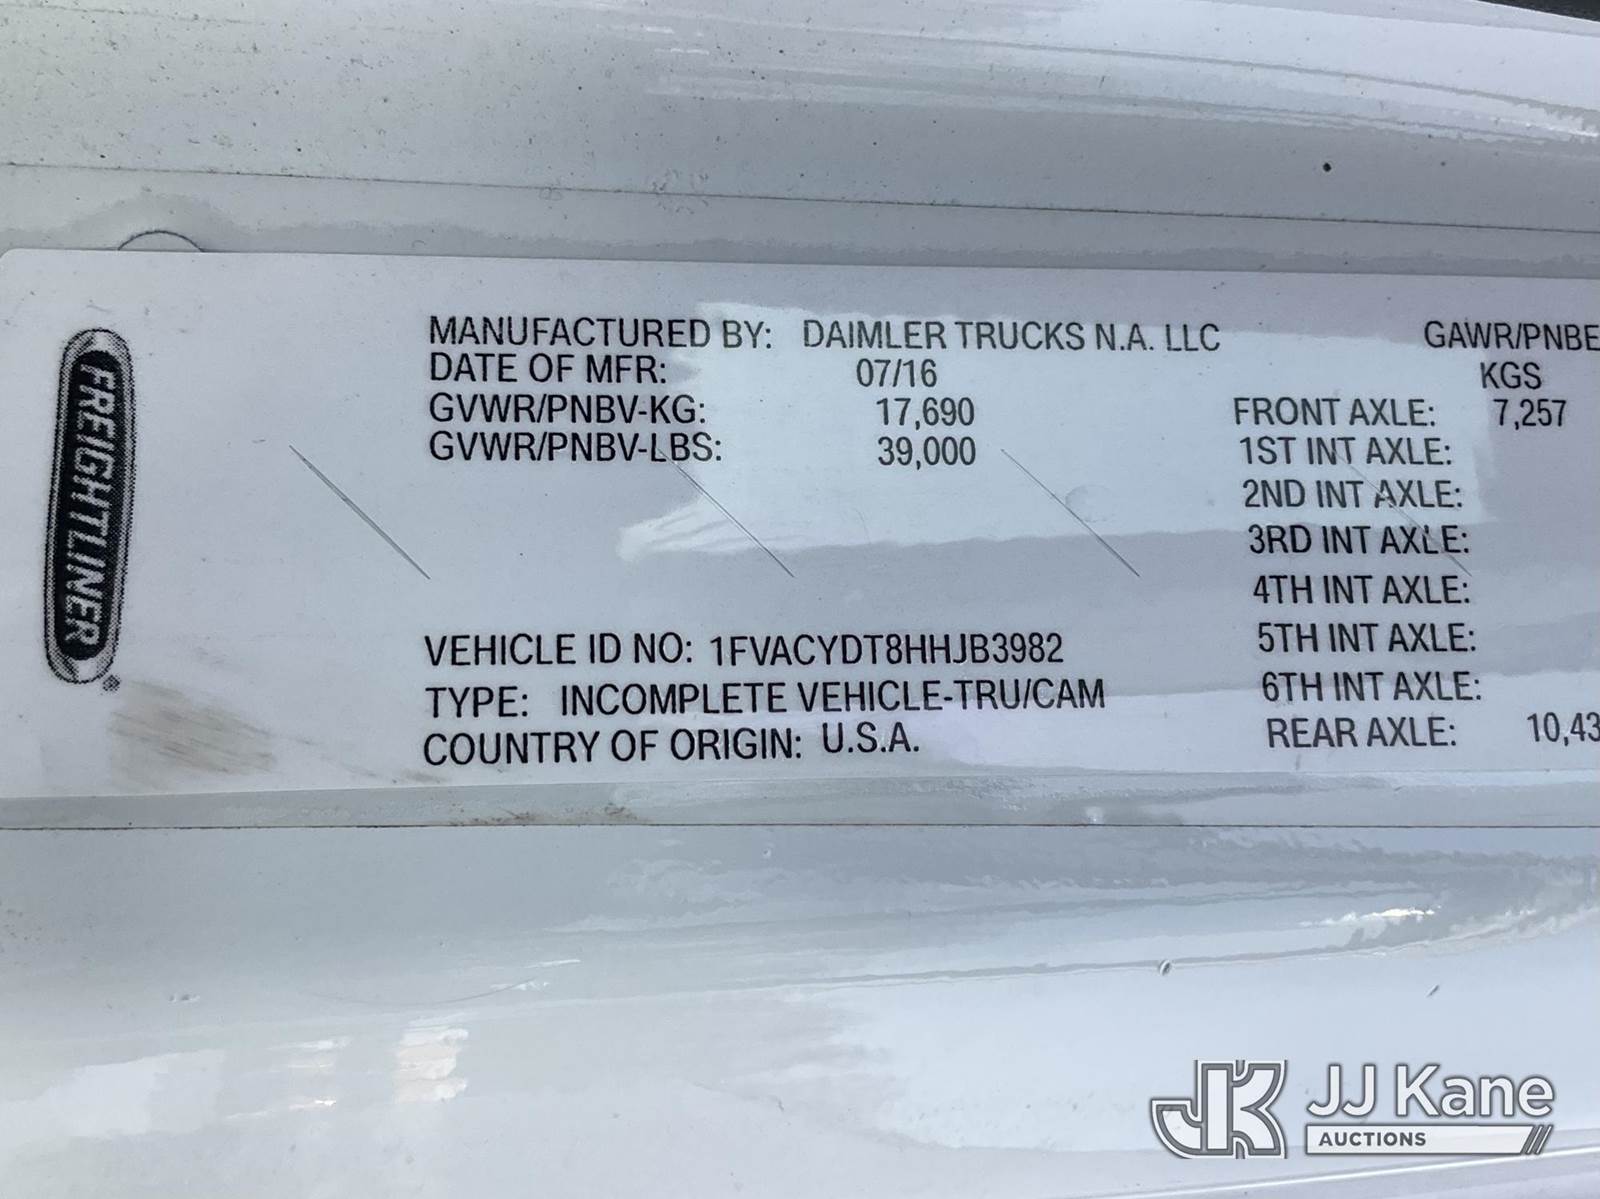 FREIGHTLINER®
MANUFACTURED BY: DAIMLER TRUCKS N.A. LLC
DATE OF MFR: 07/16
GVWR/PNBV-KG: 17,690
GVWR/PNBV-LBS: 39,000
VEHICLE ID NO: 1FVACYDT8HHJB3982
TYPE: INCOMPLETE VEHICLE-TRU/CAM
COUNTRY OF ORIGIN: U.S.A.
GAWR/PNBE
KGS
FRONT AXLE: 7,257
1ST INT AXLE:
2ND INT AXLE:
3RD INT AXLE:
4TH INT AXLE:
5TH INT AXLE:
6TH INT AXLE:
REAR AXLE: 10,43
JK JJ Kane
AUCTIONS